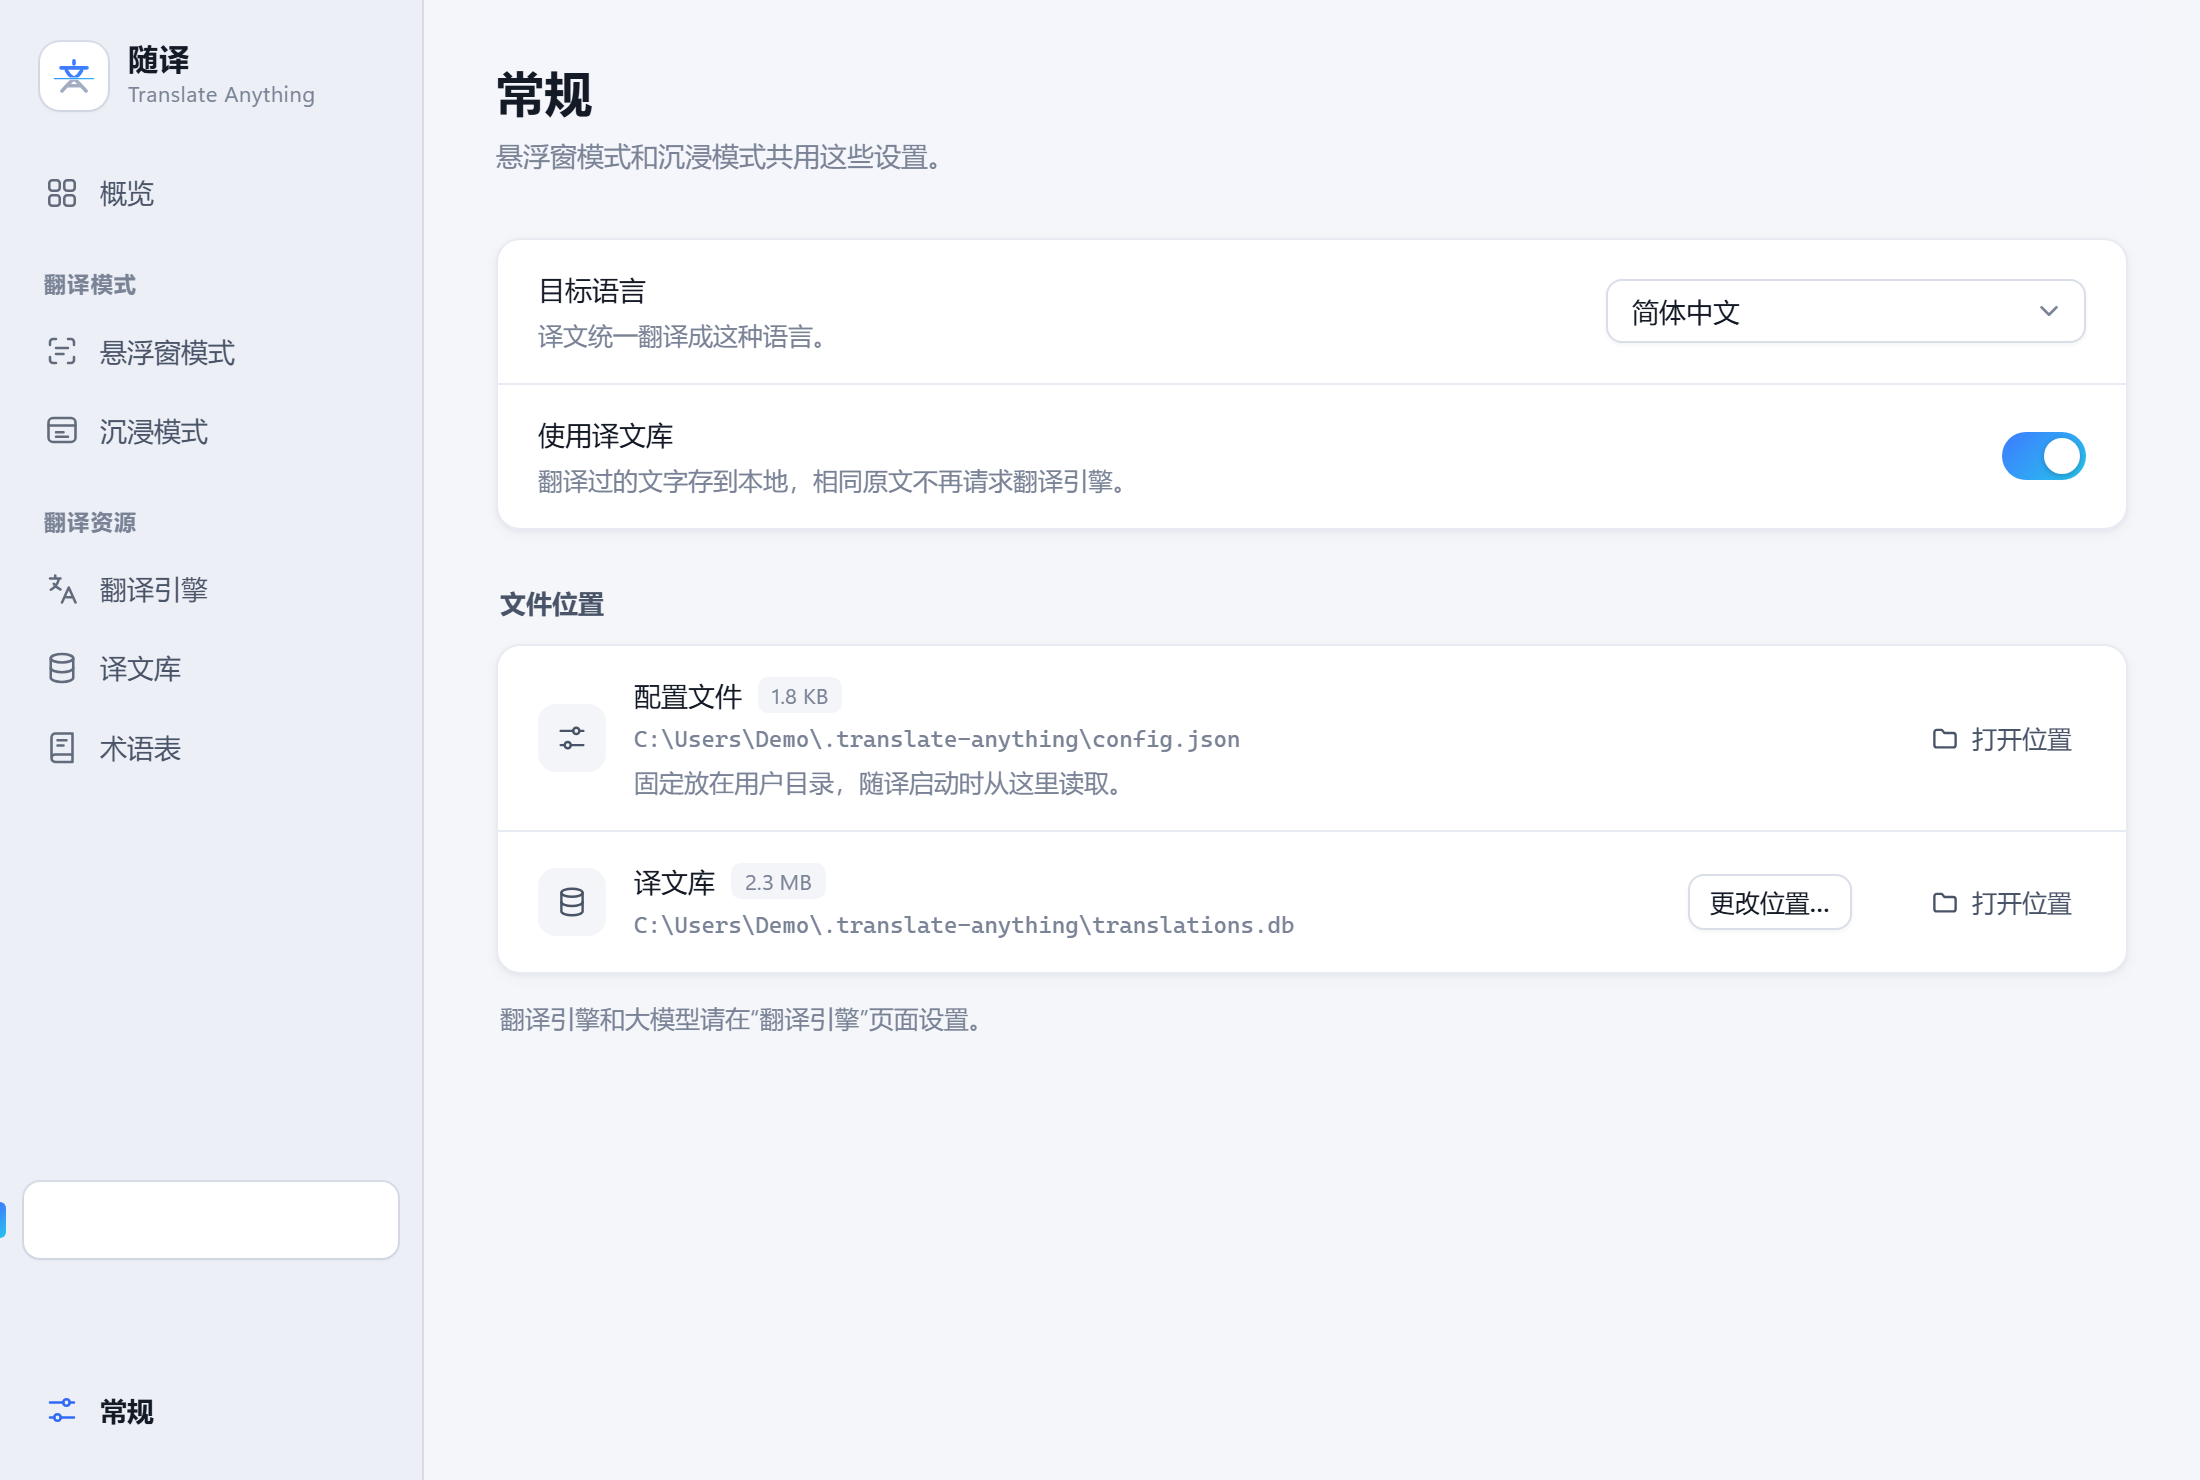 随译
Translate Anything
概览
翻译模式
悬浮窗模式
沉浸模式
翻译资源
翻译引擎
译文库
术语表
常规
常规
悬浮窗模式和沉浸模式共用这些设置。
目标语言
译文统一翻译成这种语言。
简体中文
使用译文库
翻译过的文字存到本地，相同原文不再请求翻译引擎。
文件位置
配置文件 1.8 KB
C:\Users\Demo\.translate-anything\config.json
固定放在用户目录，随译启动时从这里读取。
打开位置
译文库 2.3 MB
C:\Users\Demo\.translate-anything\translations.db
更改位置...
打开位置
翻译引擎和大模型请在“翻译引擎”页面设置。